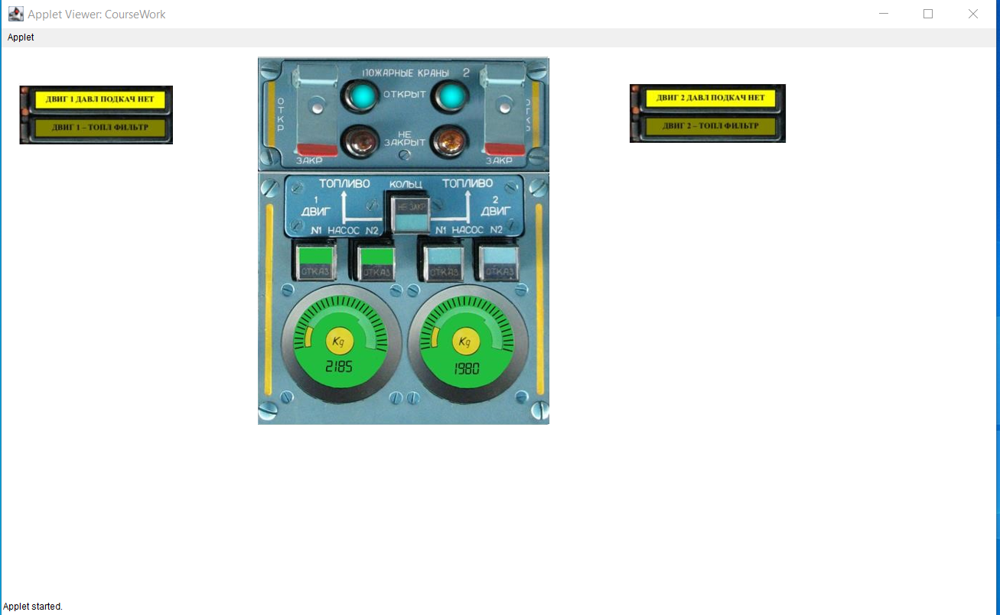 Applet Viewer: CourseWork
Applet
ДВИГ 1 ДАВЛ ПОДКАЧ НЕТ
ДВИГ 1 – ТОПЛ ФИЛЬТР
ПОЖАРНЫЕ КРАНЫ 2
ОТКР
ОТКРЫТ
ОТКР
НЕ
ЗАКРЫТ
ЗАКР
ЗАКР
ТОПЛИВО КОЛЬЦ ТОПЛИВО
1
ДВИГ
НЕ ЗАКР
2
ДВИГ
N1 НАСОС N2
N1 НАСОС N2
ОТКАЗ
ОТКАЗ
ОТКАЗ
ОТКАЗ
Kg
2185
Kg
1980
ДВИГ 2 ДАВЛ ПОДКАЧ НЕТ
ДВИГ 2 – ТОПЛ ФИЛЬТР
Applet started.